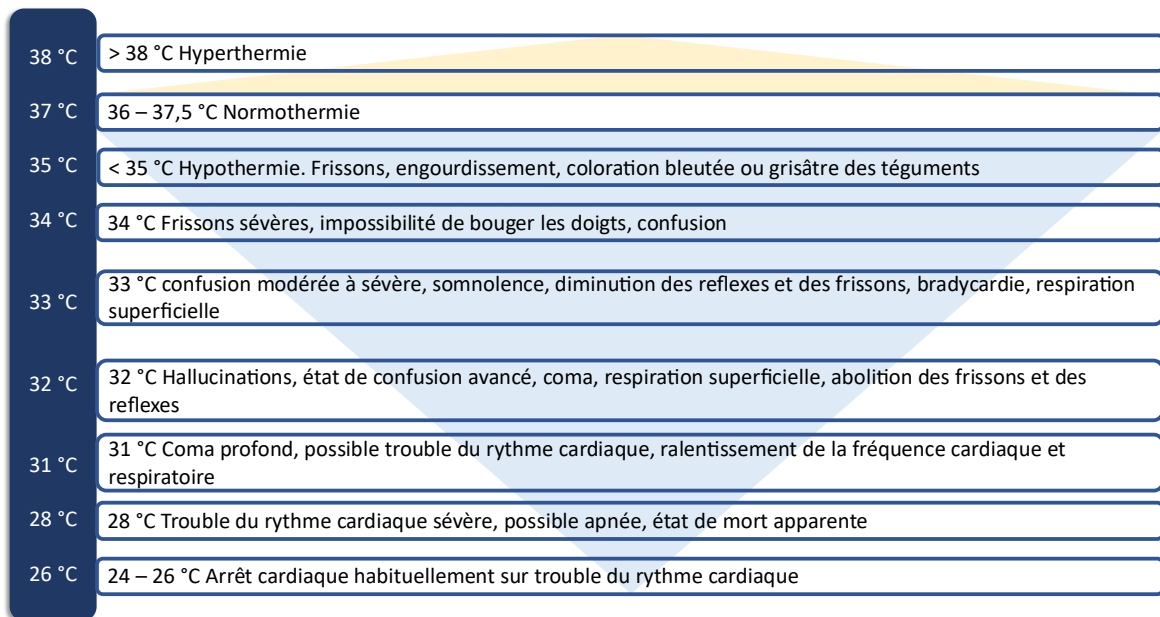 38 °C
> 38 °C Hyperthermie
37 °C
36 – 37,5 °C Normothermie
35 °C
< 35 °C Hypothermie. Frissons, engourdissement, coloration bleutée ou grisâtre des téguments
34 °C
34 °C Frissons sévères, impossibilité de bouger les doigts, confusion
33 °C
33 °C confusion modérée à sévère, somnolence, diminution des reflexes et des frissons, bradycardie, respiration
superficielle
32 °C
32 °C Hallucinations, état de confusion avancé, coma, respiration superficielle, abolition des frissons et des
reflexes
31 °C
31 °C Coma profond, possible trouble du rythme cardiaque, ralentissement de la fréquence cardiaque et
respiratoire
28 °C
28 °C Trouble du rythme cardiaque sévère, possible apnée, état de mort apparente
26 °C
24 – 26 °C Arrêt cardiaque habituellement sur trouble du rythme cardiaque